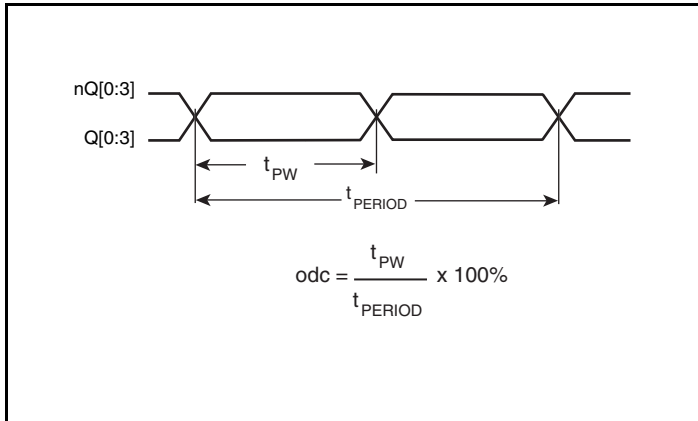 nQ[0:3]
Q[0:3]
tPW
tPERIOD
odc = tPW / tPERIOD x 100%